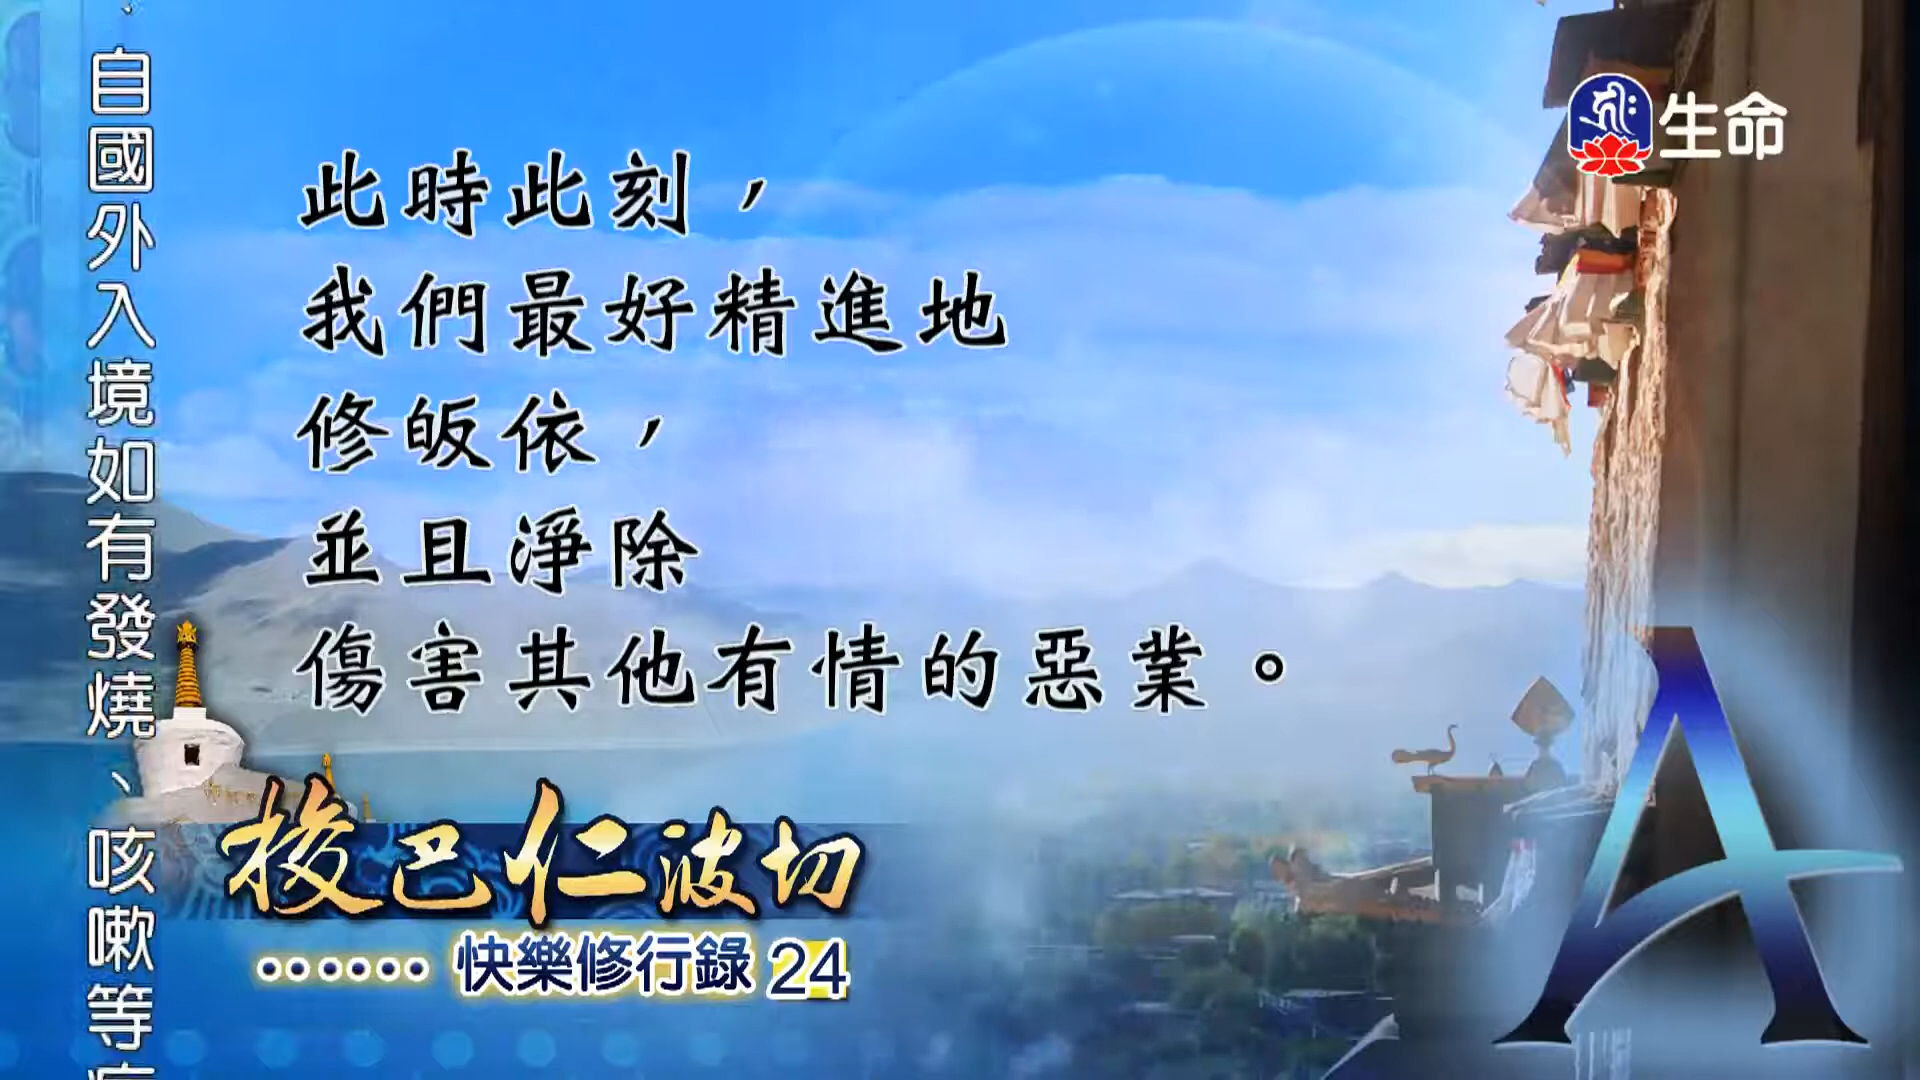 生命
此時此刻，
我們最好精進地
修皈依，
並且淨除
傷害其他有情的惡業。
梭巴仁波切
快樂修行錄 24
自國外入境如有發燒、咳嗽等
A